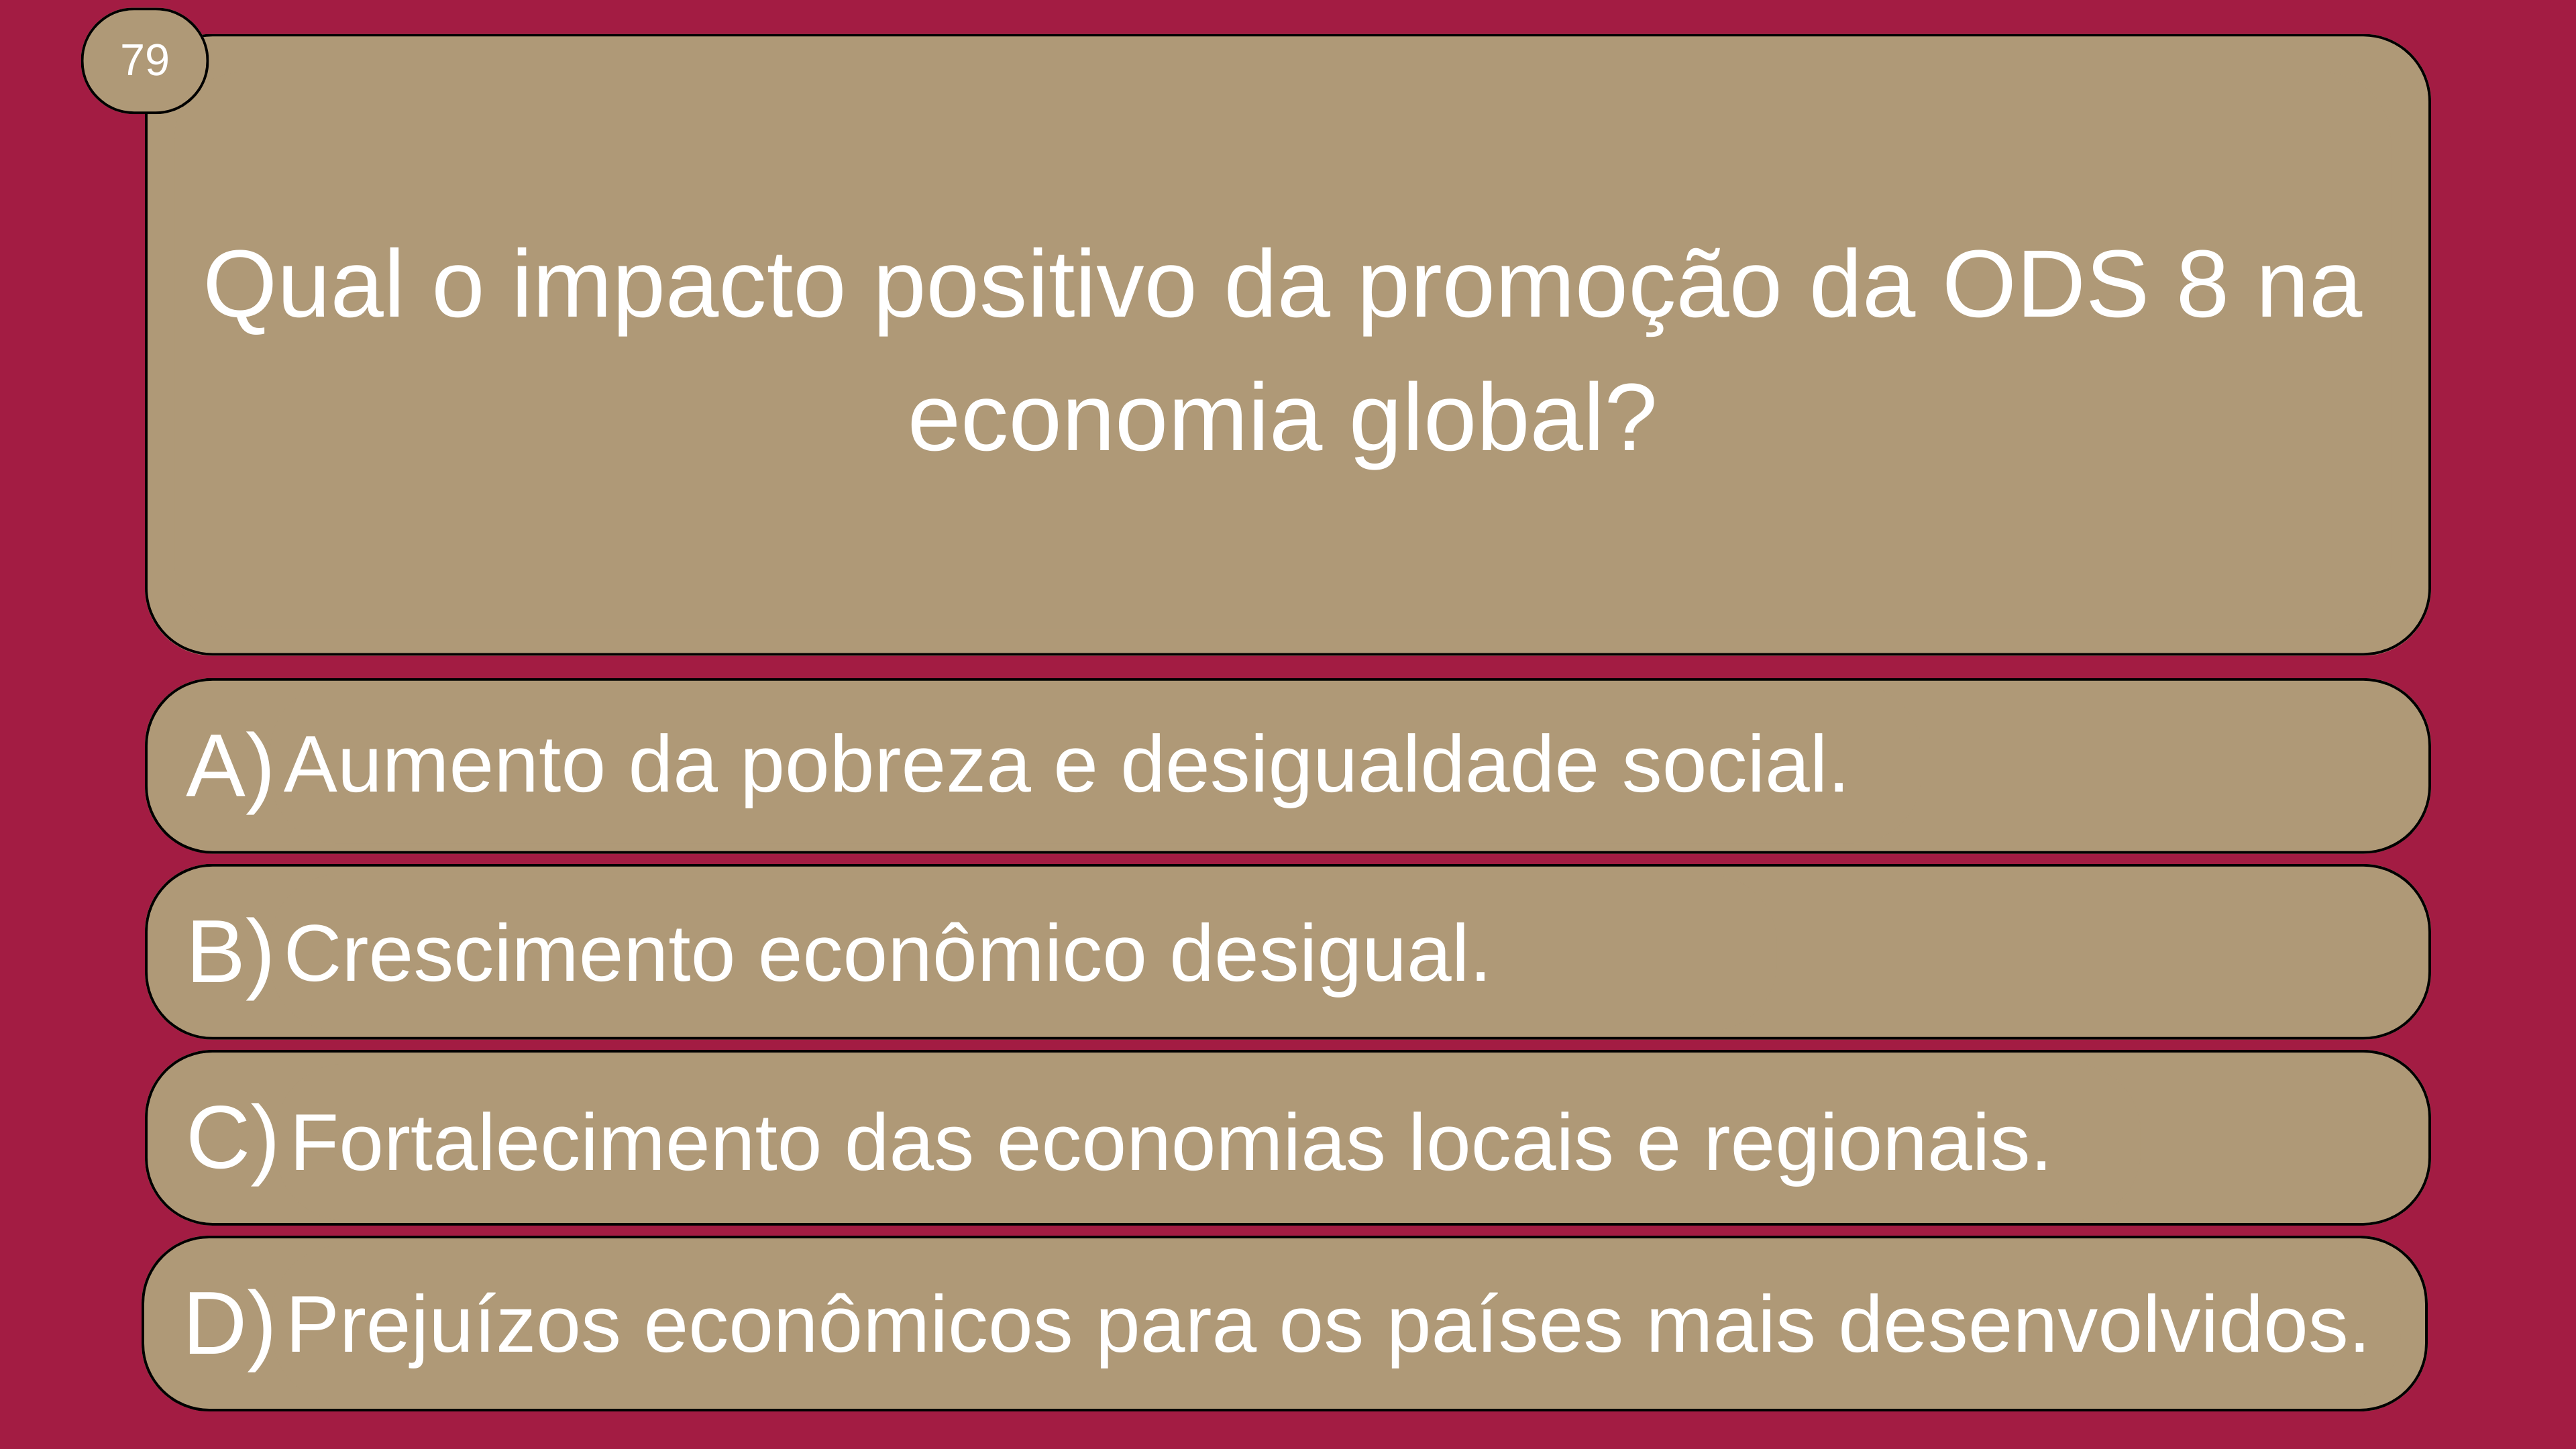 79
Qual o impacto positivo da promoção da ODS 8 na
economia global?
A) Aumento da pobreza e desigualdade social.
B) Crescimento econômico desigual.
C) Fortalecimento das economias locais e regionais.
D) Prejuízos econômicos para os países mais desenvolvidos.